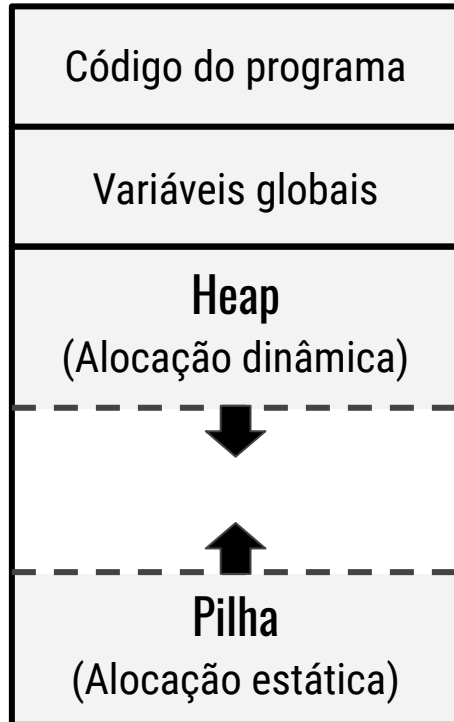 Código do programa
Variáveis globais
Heap
(Alocação dinâmica)
Pilha
(Alocação estática)